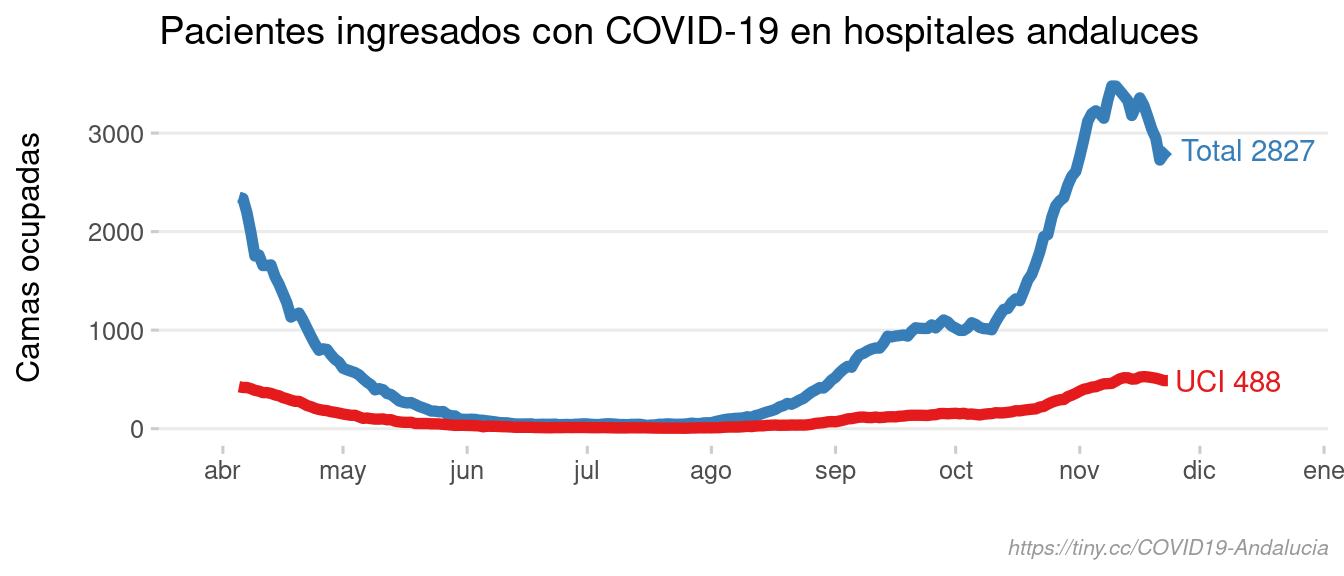 Pacientes ingresados con COVID-19 en hospitales andaluces
Camas ocupadas
3000
2000
1000
0
Total 2827
UCI 488
abr may jun jul ago sep oct nov dic ene
https://tiny.cc/COVID19-Andalucia